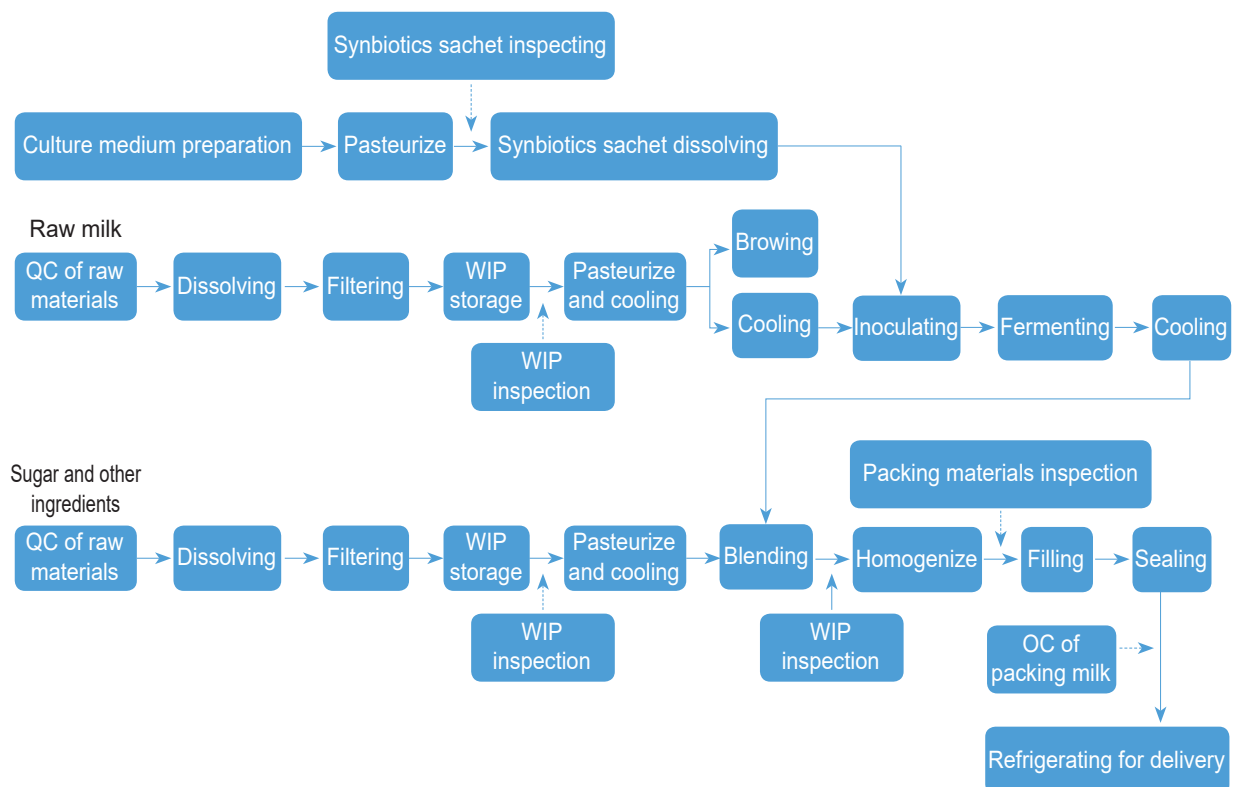 Synbiotics sachet inspecting
Culture medium preparation
Pasteurize
Synbiotics sachet dissolving
Raw milk
QC of raw
materials
Dissolving
Filtering
WIP
storage
Pasteurize
and cooling
Browing
Cooling
Inoculating
Fermenting
Cooling
WIP
inspection
Sugar and other
ingredients
QC of raw
materials
Dissolving
Filtering
WIP
storage
Pasteurize
and cooling
Blending
Packing materials inspection
Homogenize
Filling
Sealing
WIP
inspection
WIP
inspection
OC of
packing milk
Refrigerating for delivery